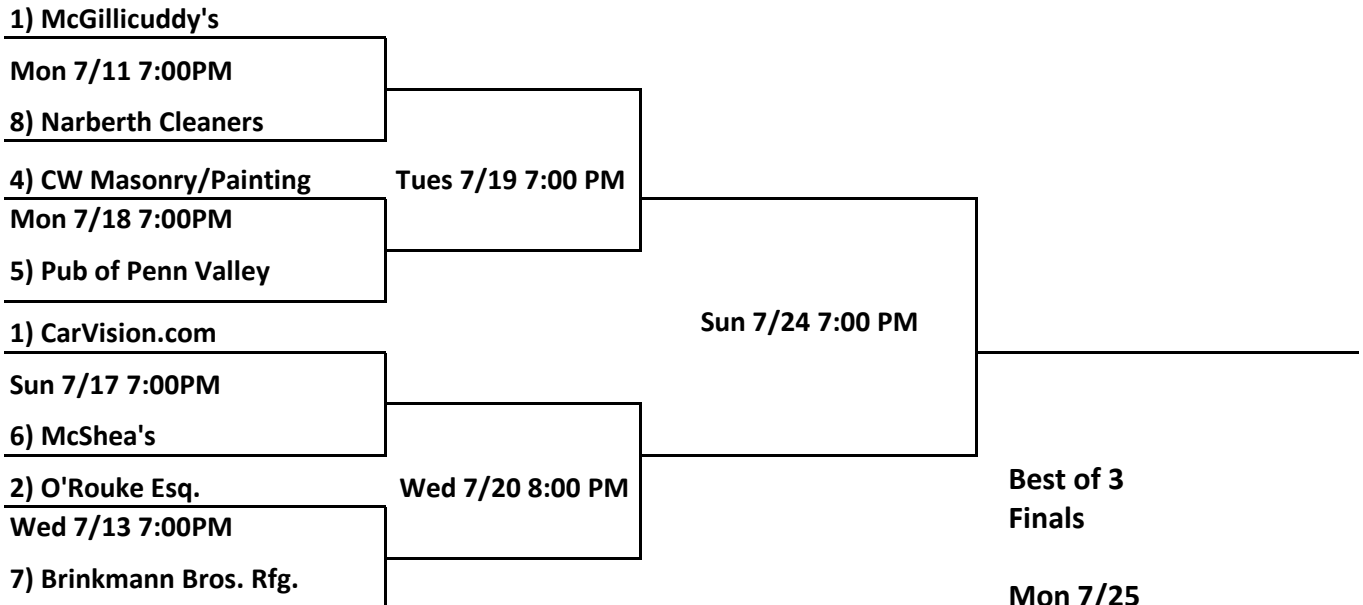 1) McGillicuddy's
Mon 7/11 7:00PM
8) Narberth Cleaners
4) CW Masonry/Painting
Tues 7/19 7:00 PM
Mon 7/18 7:00PM
5) Pub of Penn Valley
Sun 7/24 7:00 PM
1) CarVision.com
Sun 7/17 7:00PM
6) McShea's
2) O'Rouke Esq.
Wed 7/20 8:00 PM
Wed 7/13 7:00PM
7) Brinkmann Bros. Rfg.
Best of 3
Finals
Mon 7/25